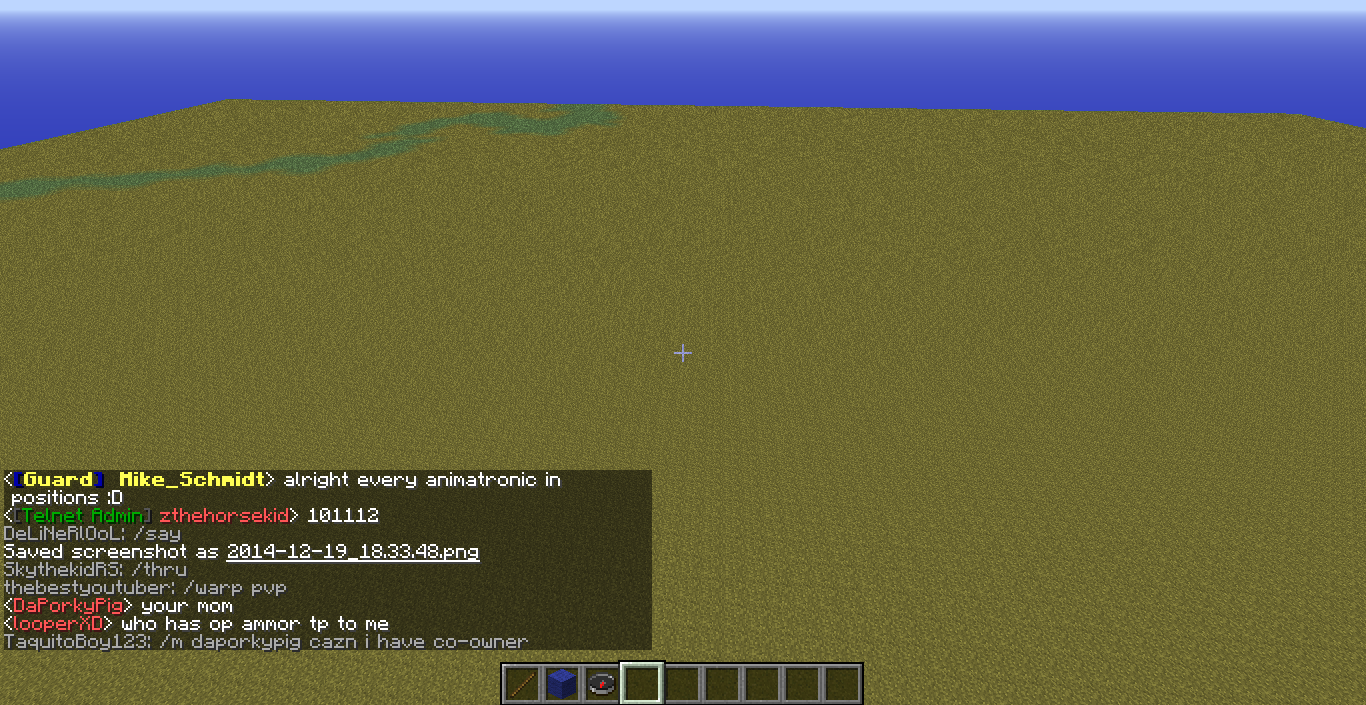 <[Guard] Mike_Schmidt> alright every animatronic in
positions :D
<[Telnet Admin] zthehorsekid> 101112
DeLiNeRlOoL: /say
Saved screenshot as 2014-12-19_18.33.48.png
SkythekidRS: /thru
thebestyoutuber: /warp pvp
<DaPorkyPig> your mom
<looperXD> who has op ammor tp to me
TaquitoBoy123: /m daporkypig cazn i have co-owner